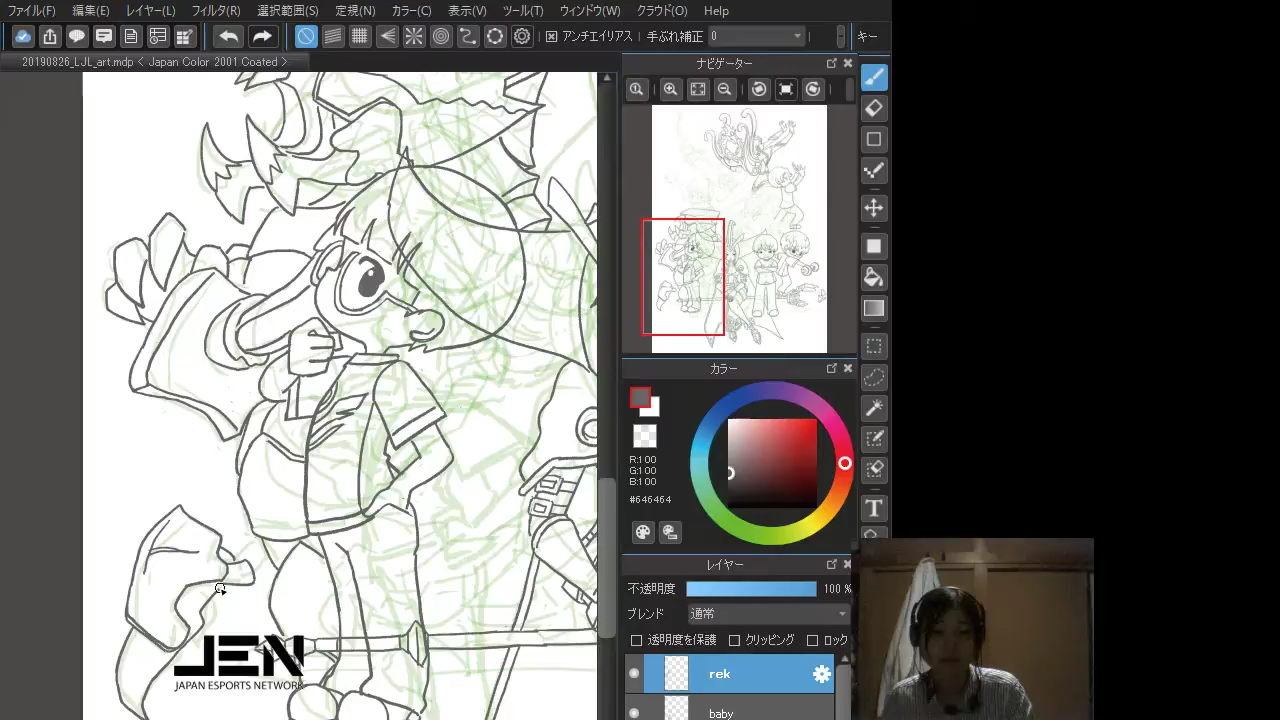 ファイル(F) 編集(E) レイヤー(L) フィルタ(R) 選択範囲(S) 定規(N) カラー(C) 表示(V) ツール(T) ウィンドウ(W) クラウド(O) Help
アンチエイリアス 手ぶれ補正 0 キー
20190826_LJL_art.mdp < Japan Color 2001 Coated >
ナビゲーター
カラー
R:100
G:100
B:100
#646464
レイヤー
不透明度 100 %
ブレンド 通常
透明度を保護 クリッピング ロック
rek
baby
T
JEN
JAPAN ESPORTS NETWORK